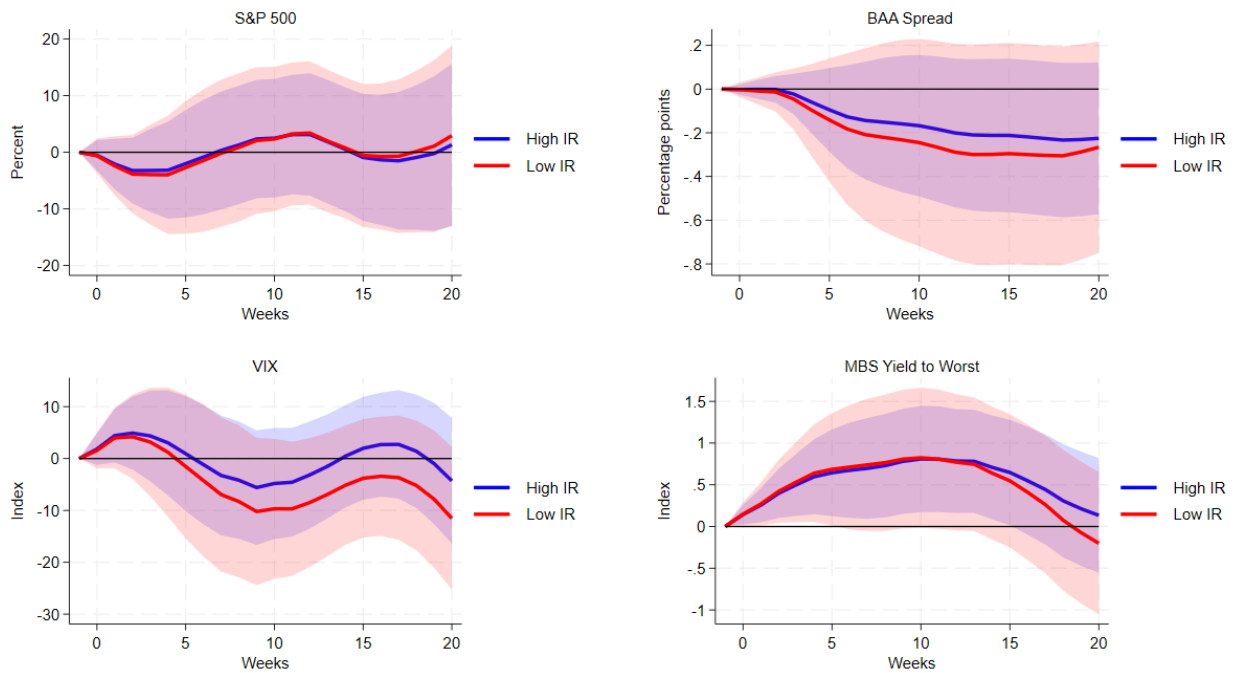 S&P 500
Percent
20
10
0
-10
-20
0 5 10 15 20
Weeks
High IR
Low IR
BAA Spread
Percentage points
.2
0
-.2
-.4
-.6
-.8
0 5 10 15 20
Weeks
High IR
Low IR
VIX
Index
10
0
-10
-20
-30
0 5 10 15 20
Weeks
High IR
Low IR
MBS Yield to Worst
Index
1.5
1
.5
0
-.5
-1
0 5 10 15 20
Weeks
High IR
Low IR